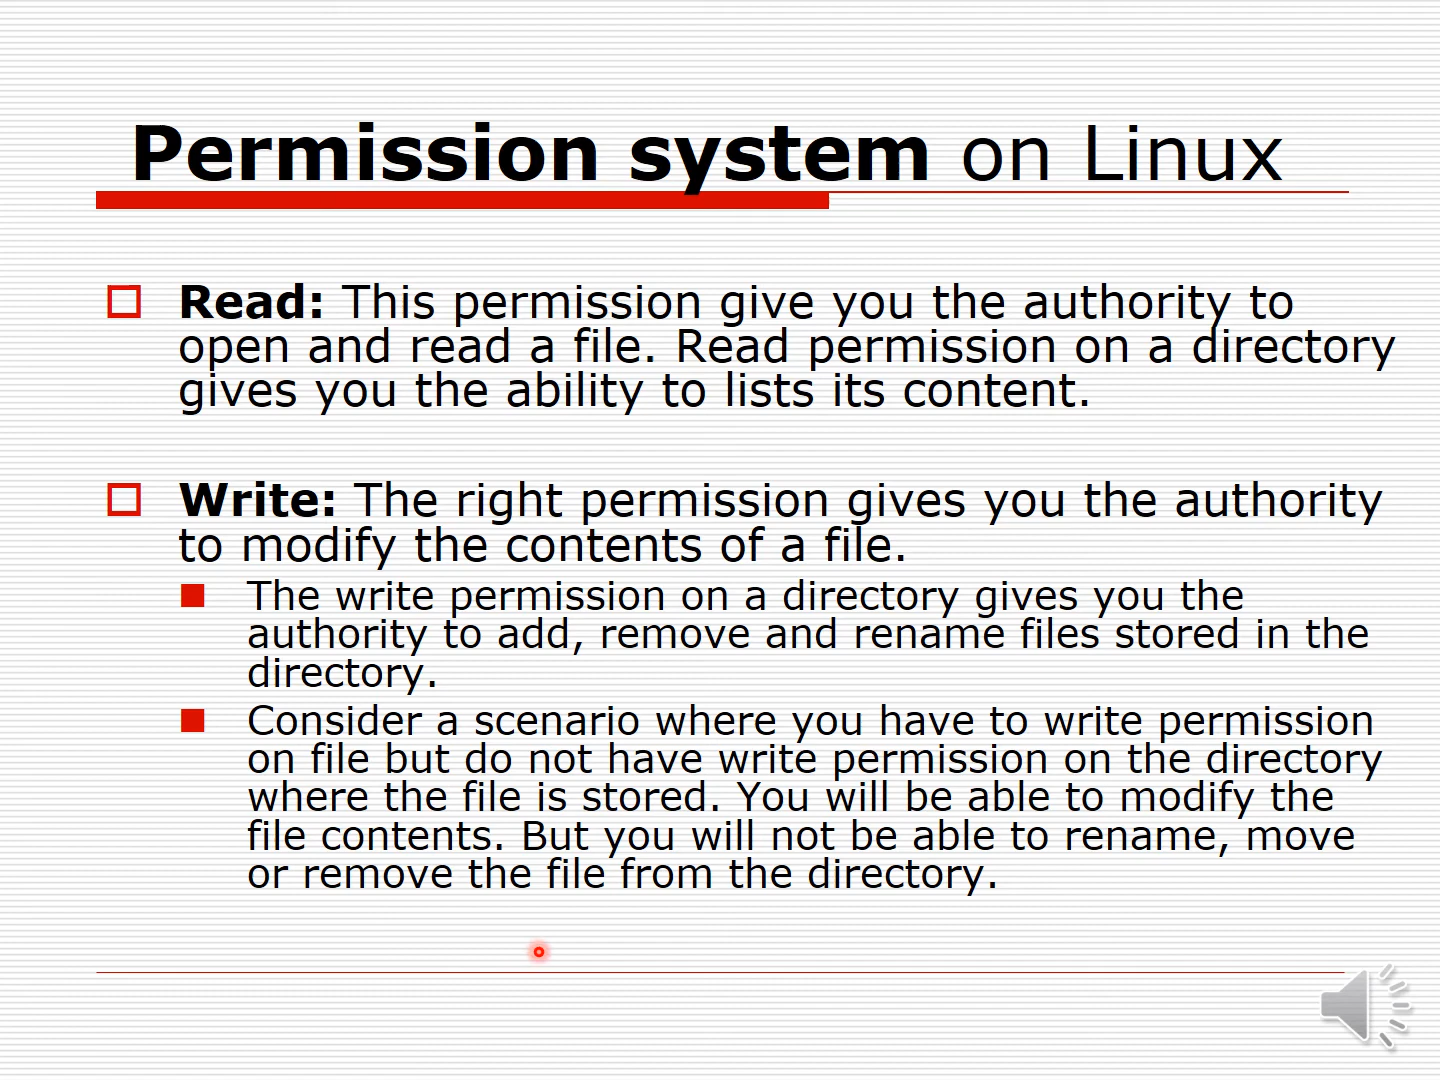 Permission system on Linux
Read: This permission give you the authority to
open and read a file. Read permission on a directory
gives you the ability to lists its content.
Write: The right permission gives you the authority
to modify the contents of a file.
The write permission on a directory gives you the
authority to add, remove and rename files stored in the
directory.
Consider a scenario where you have to write permission
on file but do not have write permission on the directory
where the file is stored. You will be able to modify the
file contents. But you will not be able to rename, move
or remove the file from the directory.